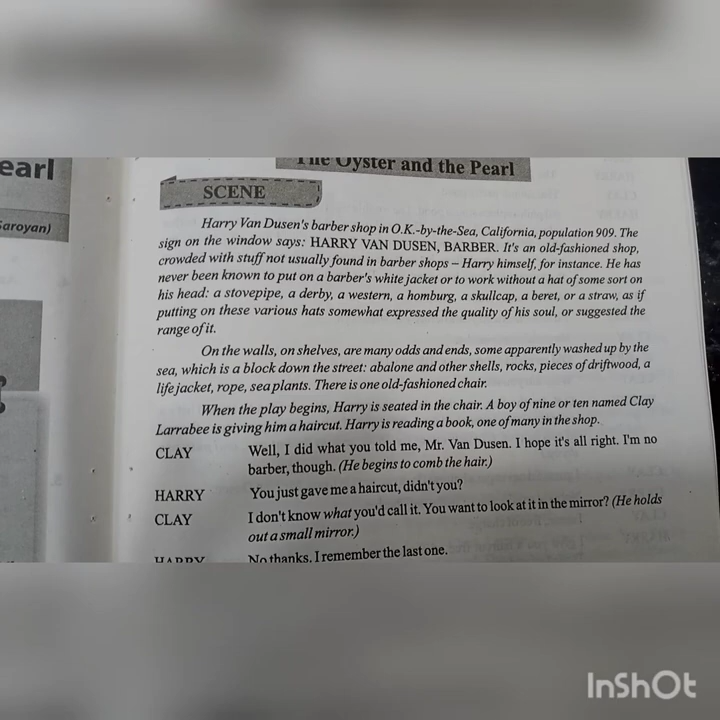 earl
Saroyan)
The Oyster and the Pearl
SCENE
Harry Van Dusen's barber shop in O.K.-by-the-Sea, California, population 909. The
sign on the window says: HARRY VAN DUSEN, BARBER. It's an old-fashioned shop,
crowded with stuff not usually found in barber shops – Harry himself, for instance. He has
never been known to put on a barber's white jacket or to work without a hat of some sort on
his head: a stovepipe, a derby, a western, a homburg, a skullcap, a beret, or a straw, as if
putting on these various hats somewhat expressed the quality of his soul, or suggested the
range of it.
On the walls, on shelves, are many odds and ends, some apparently washed up by the
sea, which is a block down the street: abalone and other shells, rocks, pieces of driftwood, a
life jacket, rope, sea plants. There is one old-fashioned chair.
When the play begins, Harry is seated in the chair. A boy of nine or ten named Clay
Larrabee is giving him a haircut. Harry is reading a book, one of many in the shop.
CLAY Well, I did what you told me, Mr. Van Dusen. I hope it's all right. I'm no
barber, though. (He begins to comb the hair.)
HARRY You just gave me a haircut, didn't you?
CLAY I don't know what you'd call it. You want to look at it in the mirror? (He holds
out a small mirror.)
HARRY No thanks. I remember the last one.
InShOt